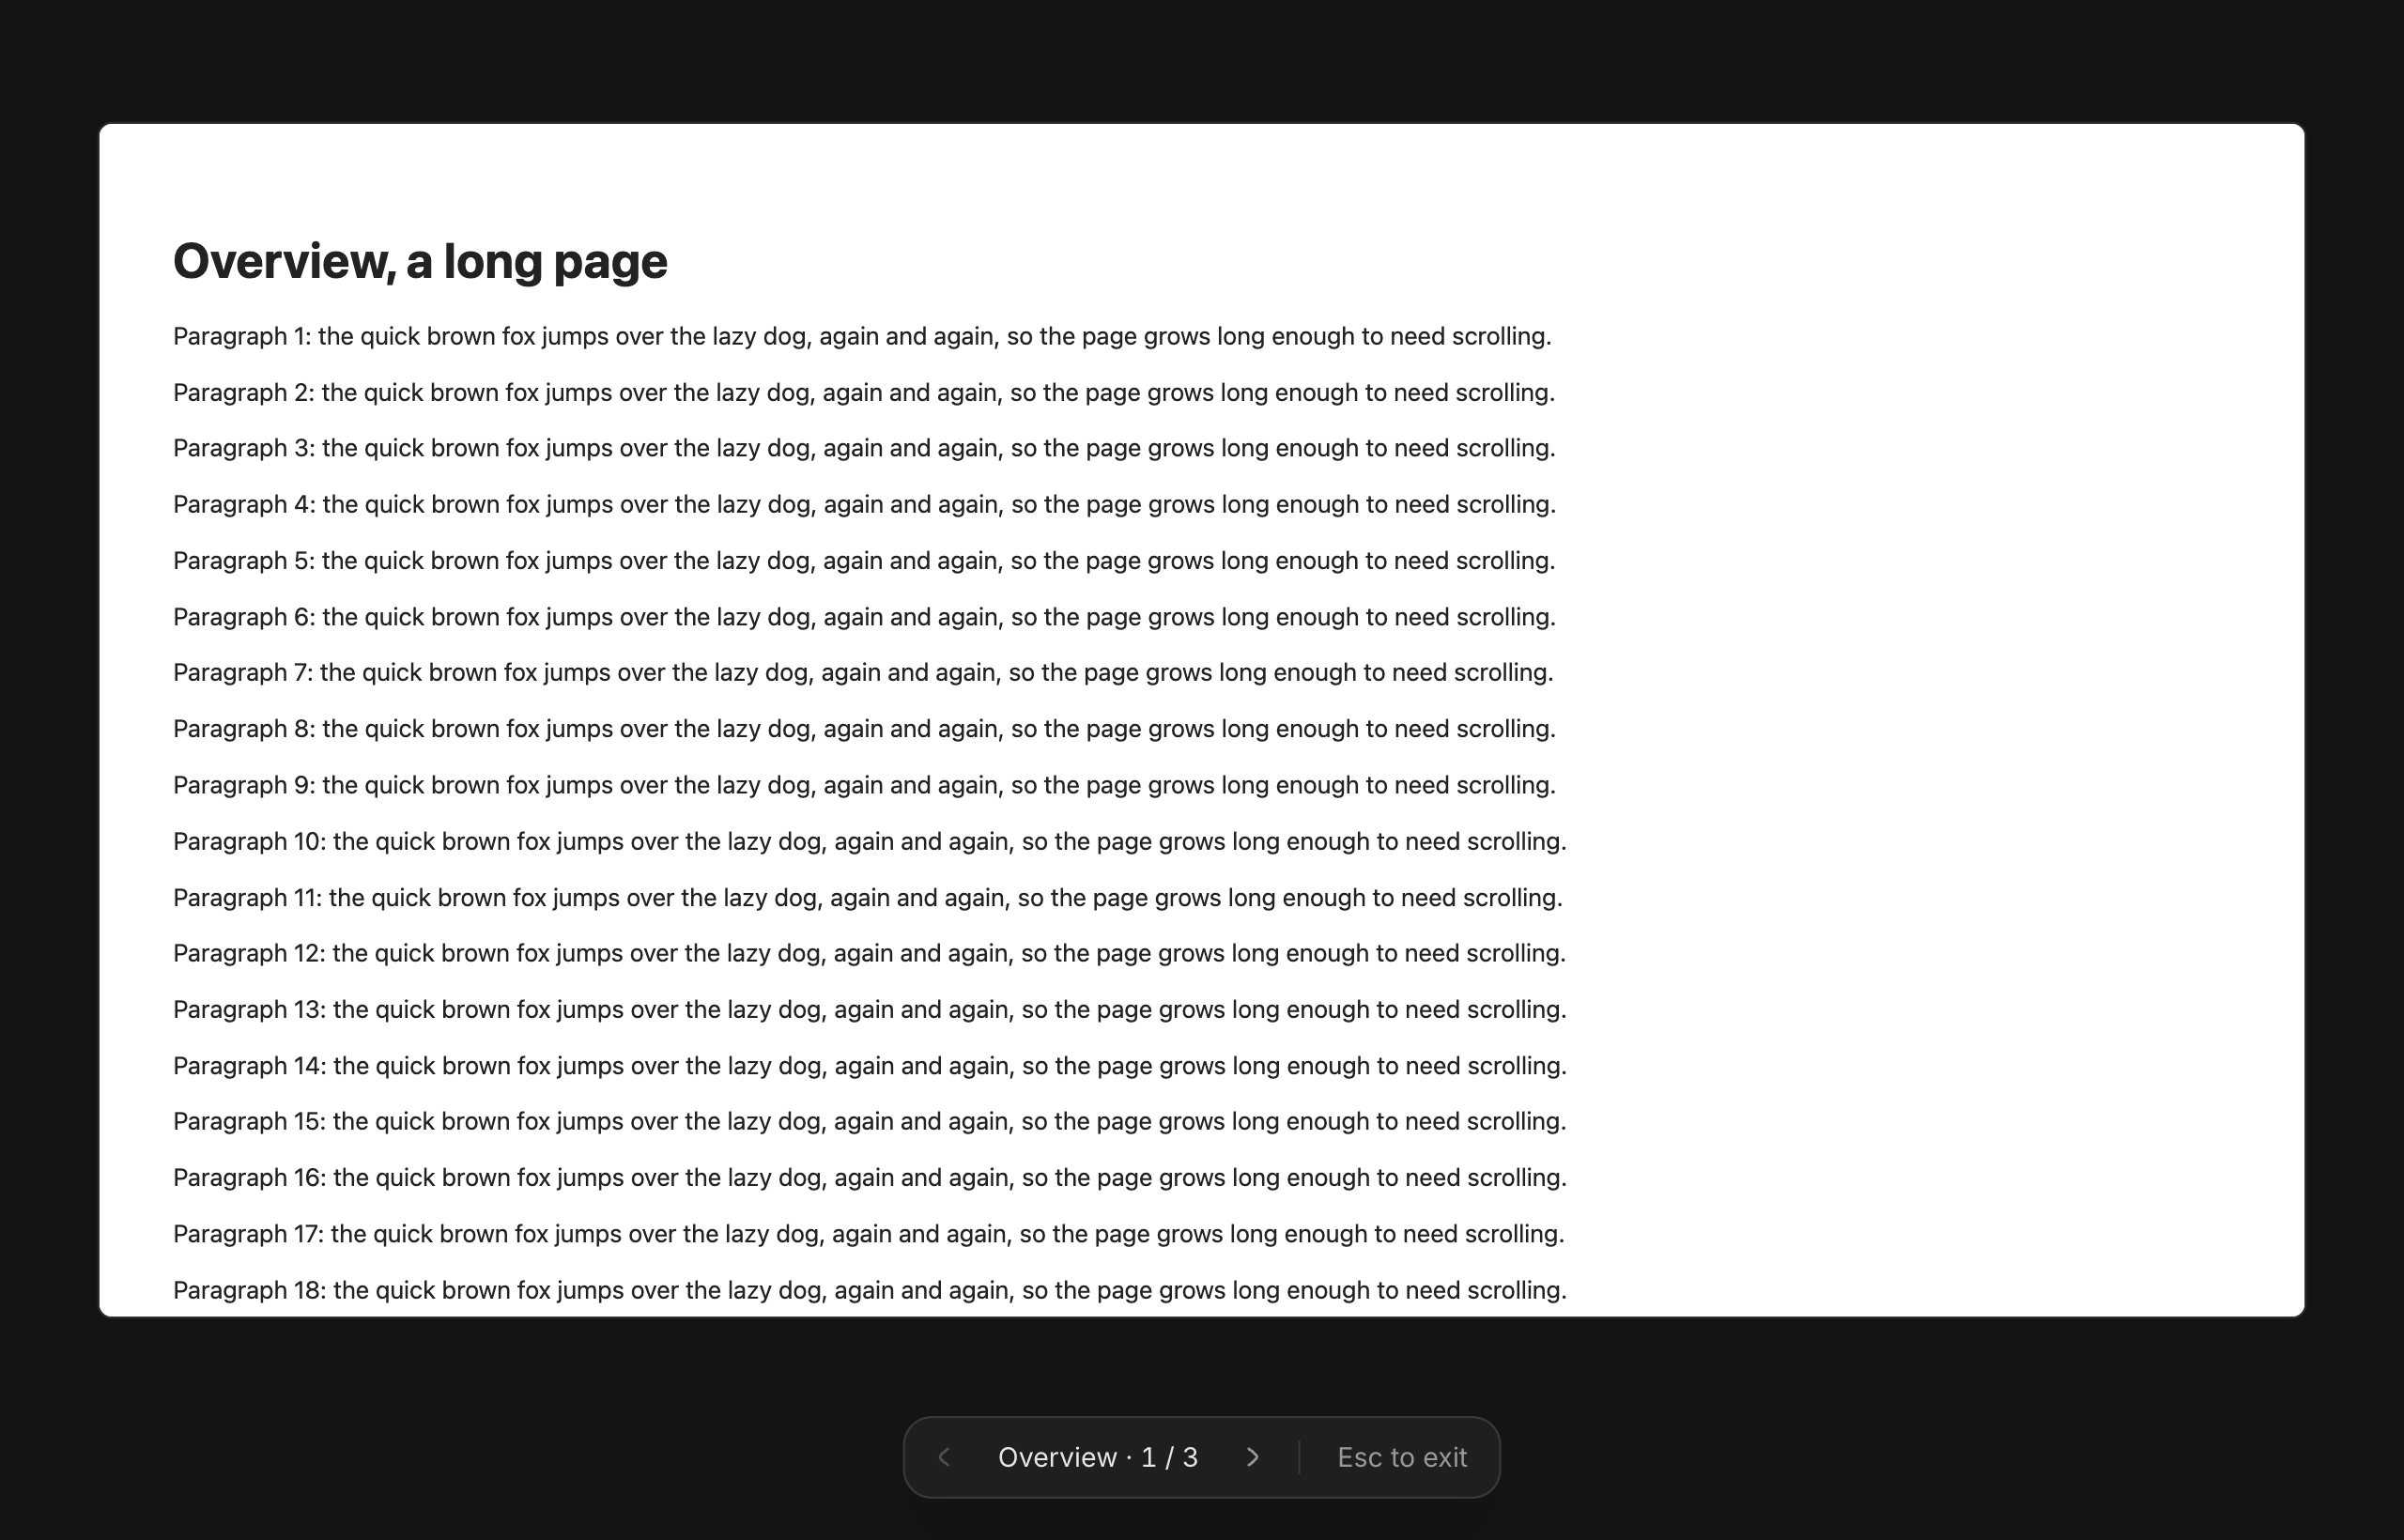 Overview, a long page
Paragraph 1: the quick brown fox jumps over the lazy dog, again and again, so the page grows long enough to need scrolling.
Paragraph 2: the quick brown fox jumps over the lazy dog, again and again, so the page grows long enough to need scrolling.
Paragraph 3: the quick brown fox jumps over the lazy dog, again and again, so the page grows long enough to need scrolling.
Paragraph 4: the quick brown fox jumps over the lazy dog, again and again, so the page grows long enough to need scrolling.
Paragraph 5: the quick brown fox jumps over the lazy dog, again and again, so the page grows long enough to need scrolling.
Paragraph 6: the quick brown fox jumps over the lazy dog, again and again, so the page grows long enough to need scrolling.
Paragraph 7: the quick brown fox jumps over the lazy dog, again and again, so the page grows long enough to need scrolling.
Paragraph 8: the quick brown fox jumps over the lazy dog, again and again, so the page grows long enough to need scrolling.
Paragraph 9: the quick brown fox jumps over the lazy dog, again and again, so the page grows long enough to need scrolling.
Paragraph 10: the quick brown fox jumps over the lazy dog, again and again, so the page grows long enough to need scrolling.
Paragraph 11: the quick brown fox jumps over the lazy dog, again and again, so the page grows long enough to need scrolling.
Paragraph 12: the quick brown fox jumps over the lazy dog, again and again, so the page grows long enough to need scrolling.
Paragraph 13: the quick brown fox jumps over the lazy dog, again and again, so the page grows long enough to need scrolling.
Paragraph 14: the quick brown fox jumps over the lazy dog, again and again, so the page grows long enough to need scrolling.
Paragraph 15: the quick brown fox jumps over the lazy dog, again and again, so the page grows long enough to need scrolling.
Paragraph 16: the quick brown fox jumps over the lazy dog, again and again, so the page grows long enough to need scrolling.
Paragraph 17: the quick brown fox jumps over the lazy dog, again and again, so the page grows long enough to need scrolling.
Paragraph 18: the quick brown fox jumps over the lazy dog, again and again, so the page grows long enough to need scrolling.
Overview · 1 / 3 Esc to exit